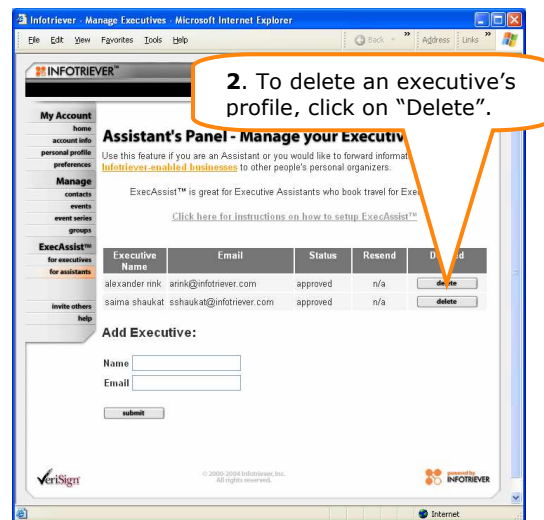 Infotriever - Manage Executives - Microsoft Internet Explorer
File Edit View Favorites Tools Help Back Address Links
INFOTRIEVER™
2. To delete an executive's
profile, click on "Delete".
My Account
home
account info
personal profile
preferences
Manage
contacts
events
event series
groups
ExecAssist™
for executives
for assistants
invite others
help
Assistant's Panel - Manage your Executiv
Use this feature if you are an Assistant or you would like to forward informat
Infotriever-enabled businesses to other people's personal organizers.
ExecAssist™ is great for Executive Assistants who book travel for Exe
Click here for instructions on how to setup ExecAssist™
Executive Name Email Status Resend
alexander rink arink@infotriever.com approved n/a delete
saima shaukat sshaukat@infotriever.com approved n/a delete
Add Executive:
Name
Email
submit
VeriSign
© 2000-2004 Infotriever, Inc.
All rights reserved.
powered by
INFOTRIEVER
Internet